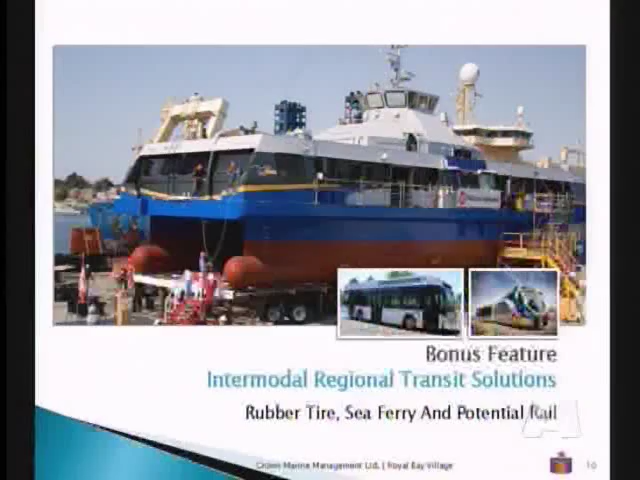 Bonus Feature
Intermodal Regional Transit Solutions
Rubber Tire, Sea Ferry And Potential Rail
Marine Management Ltd. | Royal Bay Village
10